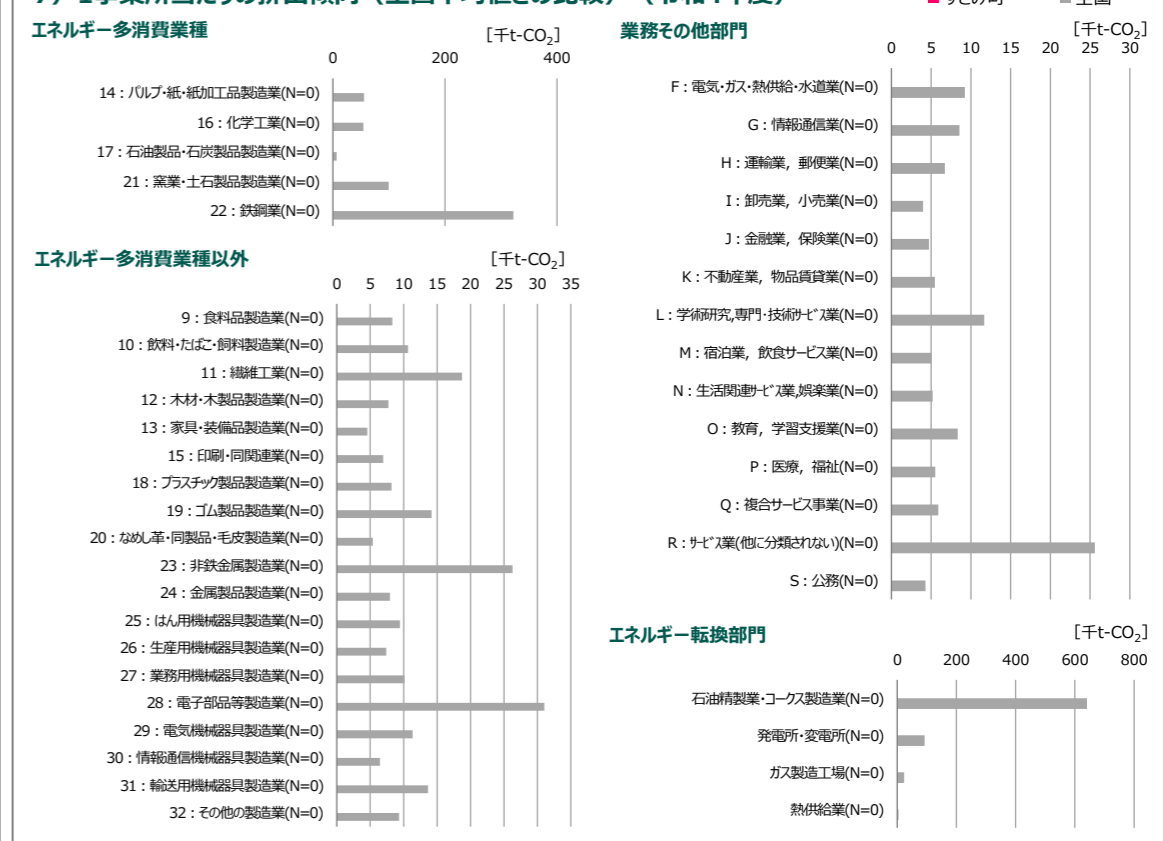 エネルギー多消費業種
[千t-CO2]
0 200 400
14：パルプ・紙・紙加工品製造業(N=0)
16：化学工業(N=0)
17：石油製品・石炭製品製造業(N=0)
21：窯業・土石製品製造業(N=0)
22：鉄鋼業(N=0)
エネルギー多消費業種以外
[千t-CO2]
0 5 10 15 20 25 30 35
9：食料品製造業(N=0)
10：飲料・たばこ・飼料製造業(N=0)
11：繊維工業(N=0)
12：木材・木製品製造業(N=0)
13：家具・装備品製造業(N=0)
15：印刷・同関連業(N=0)
18：プラスチック製品製造業(N=0)
19：ゴム製品製造業(N=0)
20：なめし革・同製品・毛皮製造業(N=0)
23：非鉄金属製造業(N=0)
24：金属製品製造業(N=0)
25：はん用機械器具製造業(N=0)
26：生産用機械器具製造業(N=0)
27：業務用機械器具製造業(N=0)
28：電子部品等製造業(N=0)
29：電気機械器具製造業(N=0)
30：情報通信機械器具製造業(N=0)
31：輸送用機械器具製造業(N=0)
32：その他の製造業(N=0)
業務その他部門
[千t-CO2]
0 5 10 15 20 25 30
F：電気・ガス・熱供給・水道業(N=0)
G：情報通信業(N=0)
H：運輸業，郵便業(N=0)
I：卸売業，小売業(N=0)
J：金融業，保険業(N=0)
K：不動産業，物品賃貸業(N=0)
L：学術研究,専門・技術ｻｰﾋﾞｽ業(N=0)
M：宿泊業，飲食サービス業(N=0)
N：生活関連ｻｰﾋﾞｽ業,娯楽業(N=0)
O：教育，学習支援業(N=0)
P：医療，福祉(N=0)
Q：複合サービス事業(N=0)
R：ｻｰﾋﾞｽ業(他に分類されない)(N=0)
S：公務(N=0)
エネルギー転換部門
[千t-CO2]
0 200 400 600 800
石油精製業・コークス製造業(N=0)
発電所・変電所(N=0)
ガス製造工場(N=0)
熱供給業(N=0)